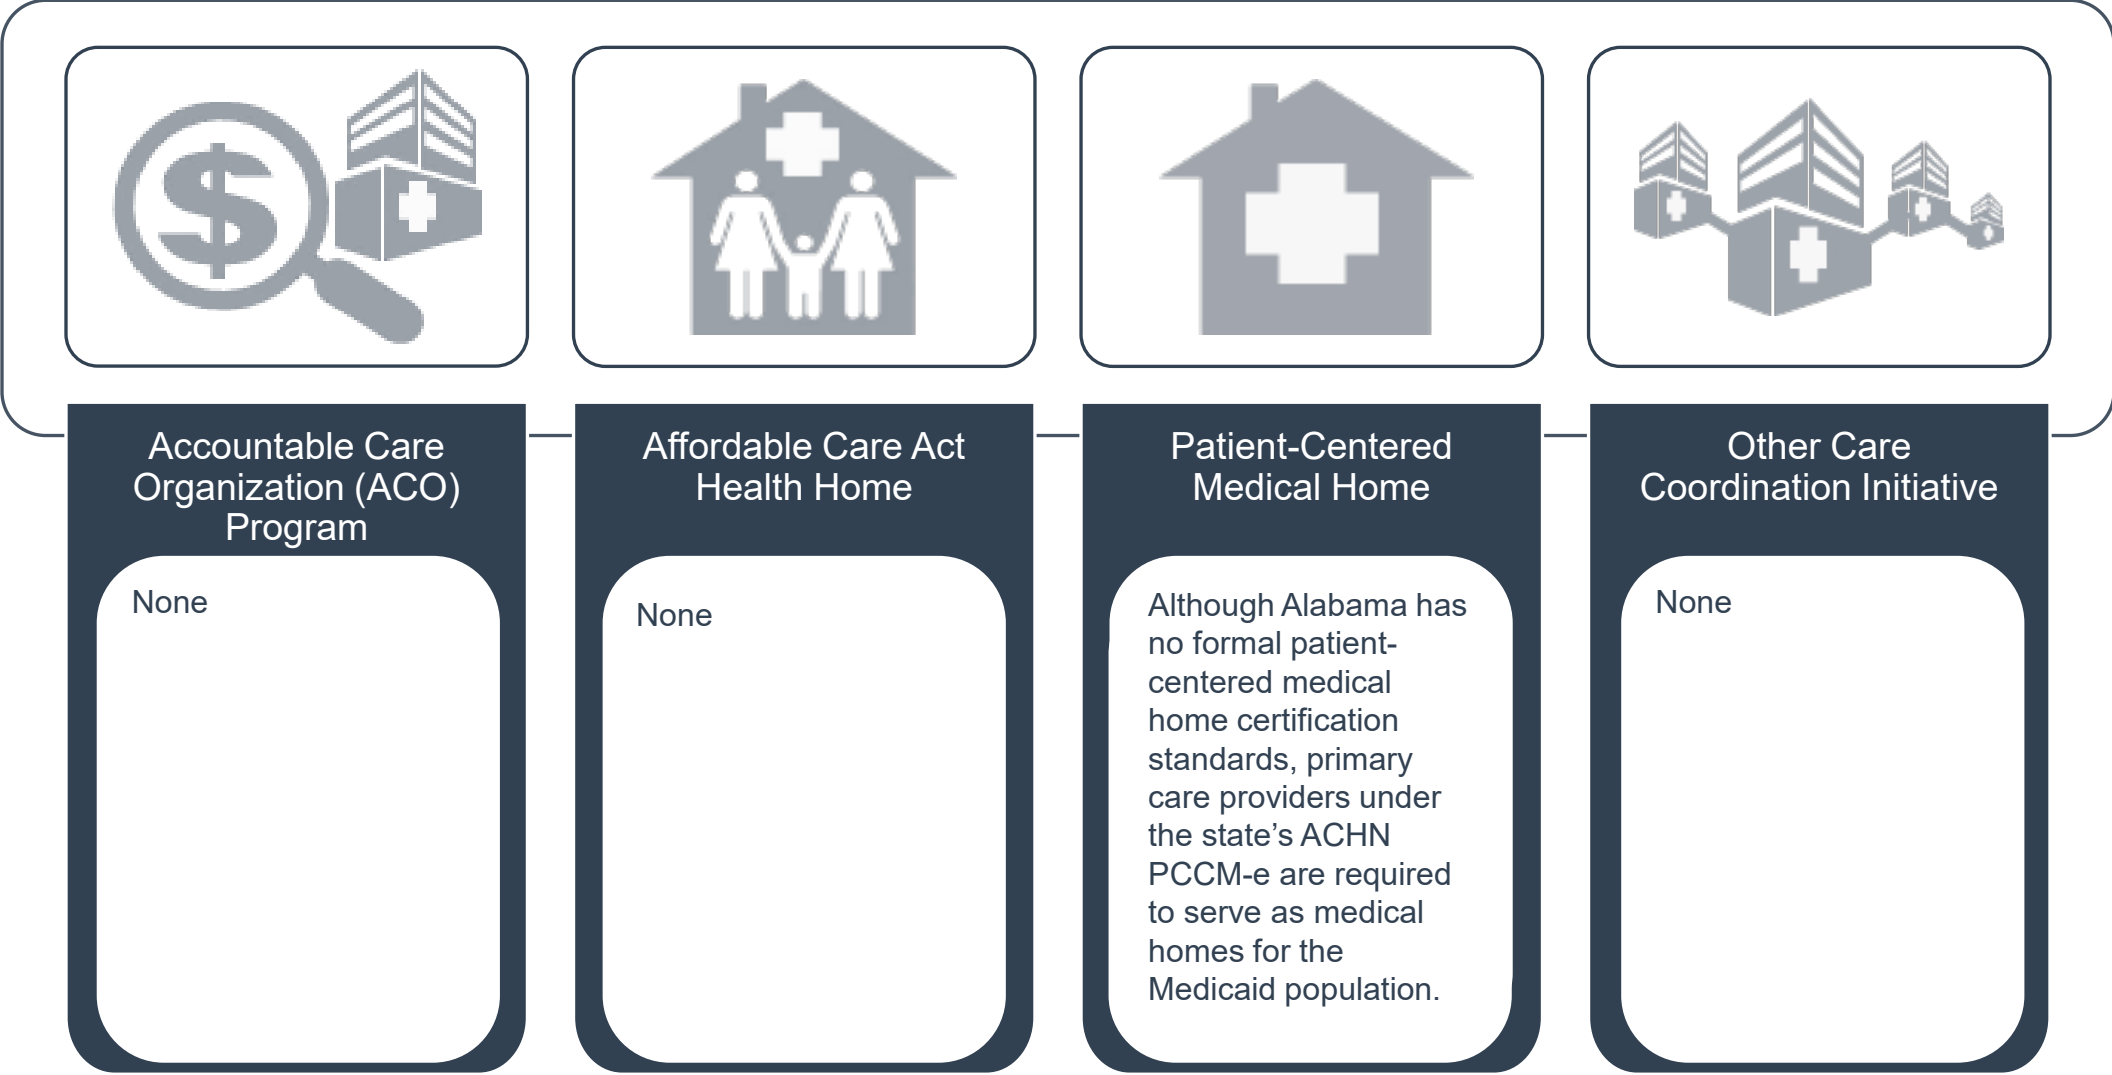 Accountable Care
Organization (ACO)
Program
None
Affordable Care Act
Health Home
None
Patient-Centered
Medical Home
Although Alabama has
no formal patient-
centered medical
home certification
standards, primary
care providers under
the state’s ACHN
PCCM-e are required
to serve as medical
homes for the
Medicaid population.
Other Care
Coordination Initiative
None